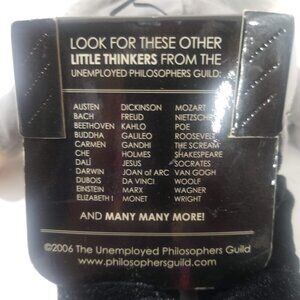 LOOK FOR THESE OTHER
LITTLE THINKERS FROM THE
UNEMPLOYED PHILOSOPHERS GUILD:
AUSTEN DICKINSON MOZART
BACH FREUD NIETZSCHE
BEETHOVEN KAHLO POE
BUDDHA GALILEO ROOSEVELT
CARMEN GANDHI THE SCREAM
CHE HOLMES SHAKESPEARE
DALÍ JESUS SOCRATES
DARWIN JOAN of ARC VAN GOGH
DUBOIS DA VINCI WOOLF
EINSTEIN MARX WAGNER
ELIZABETH I MONET WRIGHT
AND MANY MANY MORE!
©2006 The Unemployed Philosophers Guild
www.philosophersguild.com